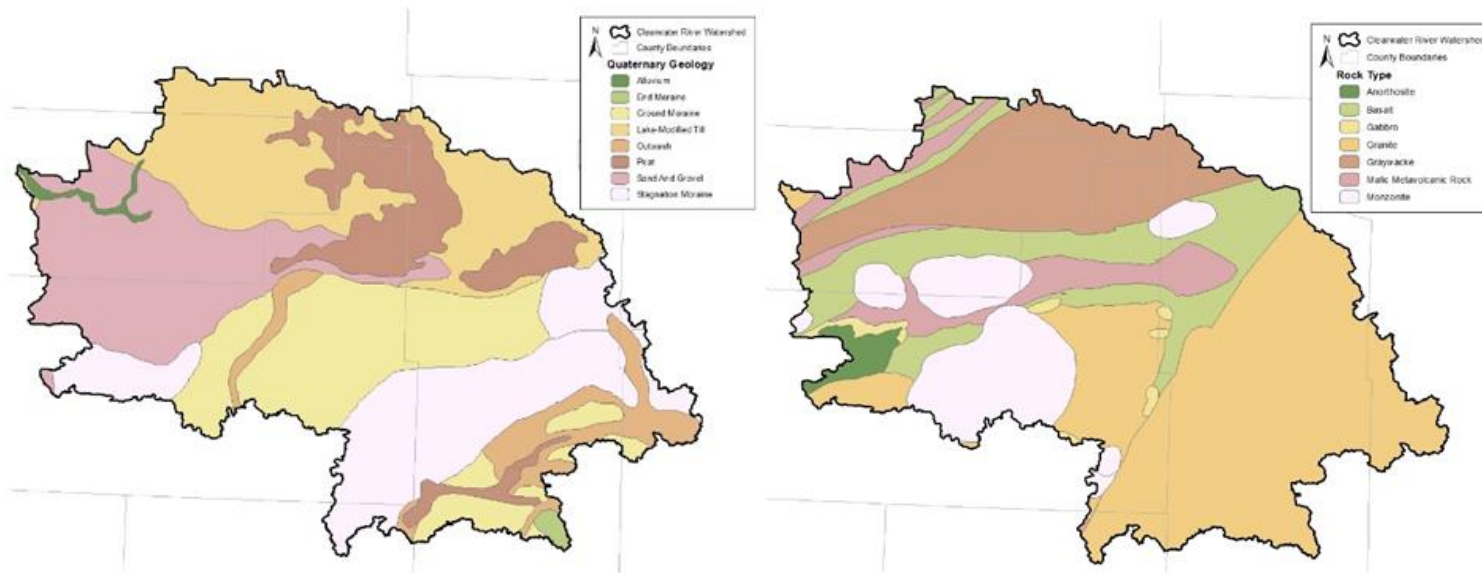 N
Clearwater River Watershed
County Boundaries
Quaternary Geology
Alluvium
End Moraine
Ground Moraine
Lake-Modified Till
Outwash
Peat
Sand And Gravel
Stagnation Moraine
N
Clearwater River Watershed
County Boundaries
Rock Type
Anorthosite
Basalt
Gabbro
Granite
Graywacke
Mafic Metavolcanic Rock
Monzonite